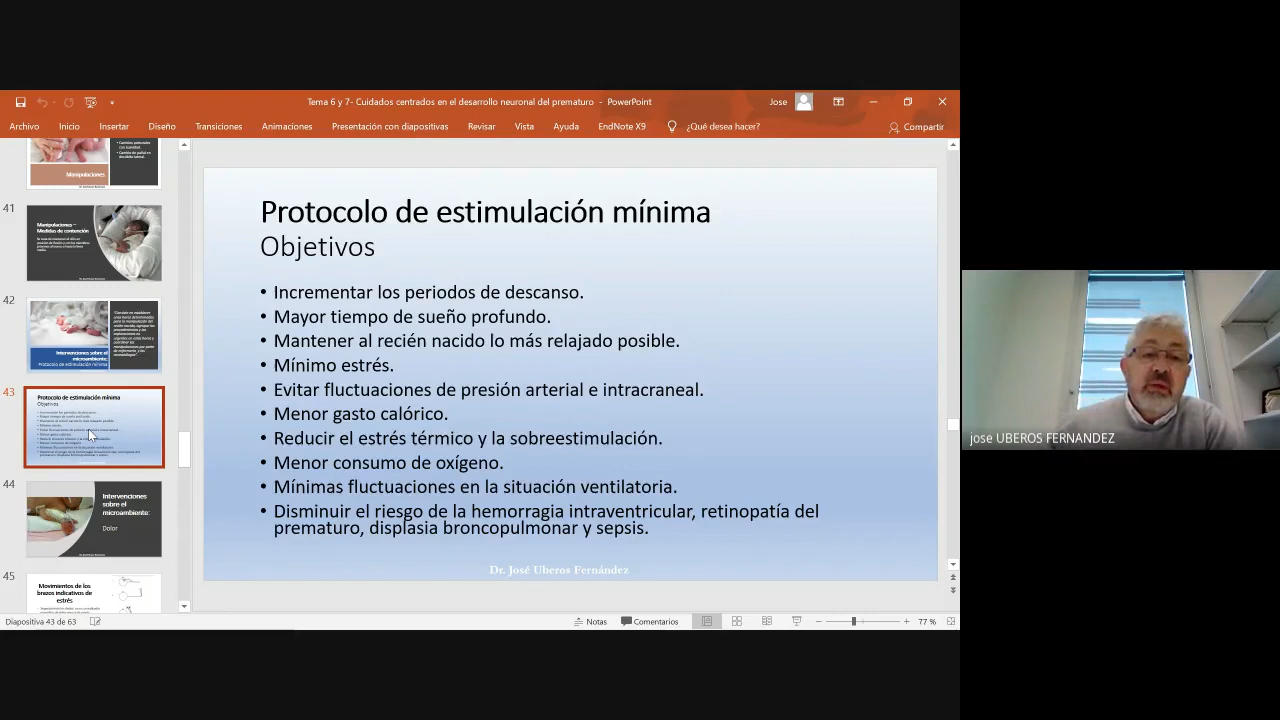 Tema 6 y 7- Cuidados centrados en el desarrollo neuronal del prematuro - PowerPoint
Jose
Archivo Inicio Insertar Diseño Transiciones Animaciones Presentación con diapositivas Revisar Vista Ayuda EndNote X9 ¿Qué desea hacer? Compartir
Manipulaciones
41
Manipulaciones –
Medidas de contención
42
Intervenciones sobre el
microambiente:
Protocolo de estimulación mínima
43
Protocolo de estimulación mínima
Objetivos
44
Intervenciones
sobre el
microambiente:
Dolor
45
Movimientos de los
brazos indicativos de
estrés
Protocolo de estimulación mínima
Objetivos
• Incrementar los periodos de descanso.
• Mayor tiempo de sueño profundo.
• Mantener al recién nacido lo más relajado posible.
• Mínimo estrés.
• Evitar fluctuaciones de presión arterial e intracraneal.
• Menor gasto calórico.
• Reducir el estrés térmico y la sobreestimulación.
• Menor consumo de oxígeno.
• Mínimas fluctuaciones en la situación ventilatoria.
• Disminuir el riesgo de la hemorragia intraventricular, retinopatía del
prematuro, displasia broncopulmonar y sepsis.
Dr. José Uberos Fernández
jose UBEROS FERNANDEZ
Diapositiva 43 de 63 Notas Comentarios 77 %